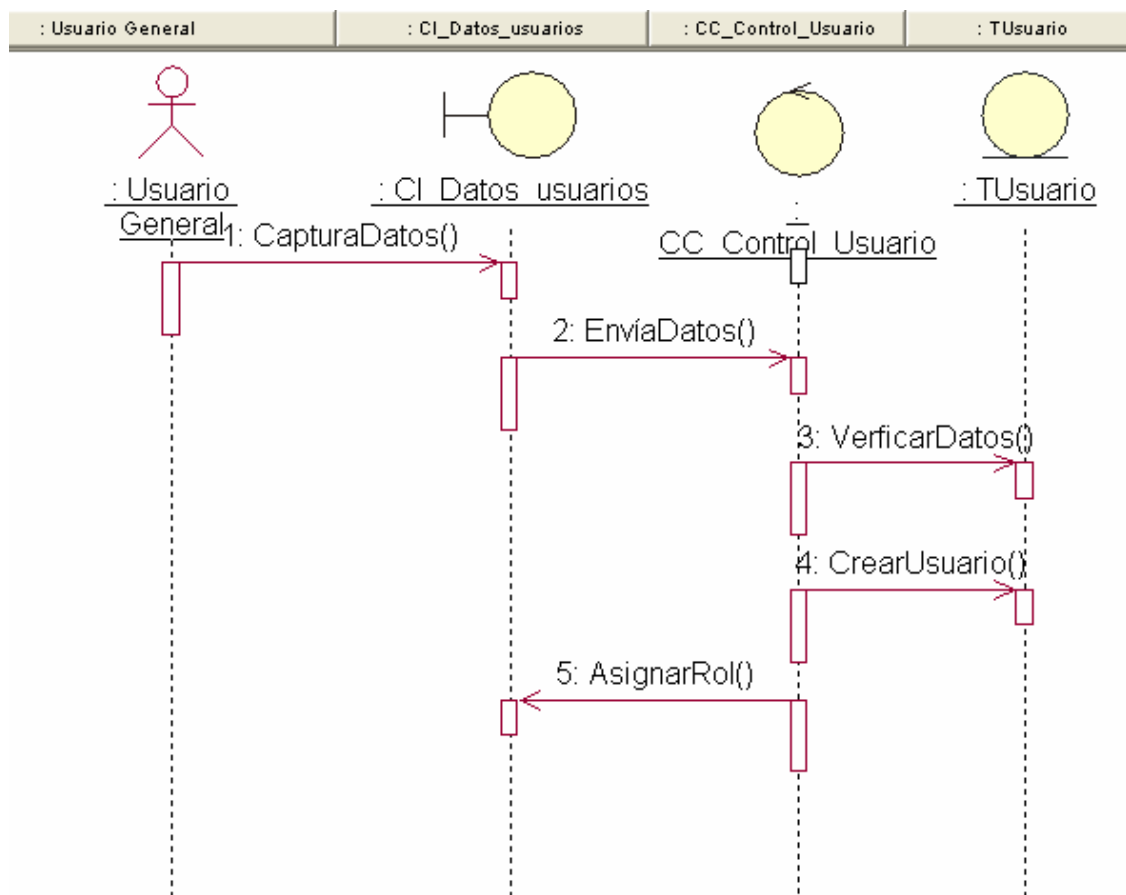 : Usuario General
: CI_Datos_usuarios
: CC_Control_Usuario
: TUsuario
: Usuario
General
: CI_Datos_usuarios
:
CC_Control_Usuario
: TUsuario
1: CapturaDatos()
2: EnvíaDatos()
3: VerficarDatos()
4: CrearUsuario()
5: AsignarRol()